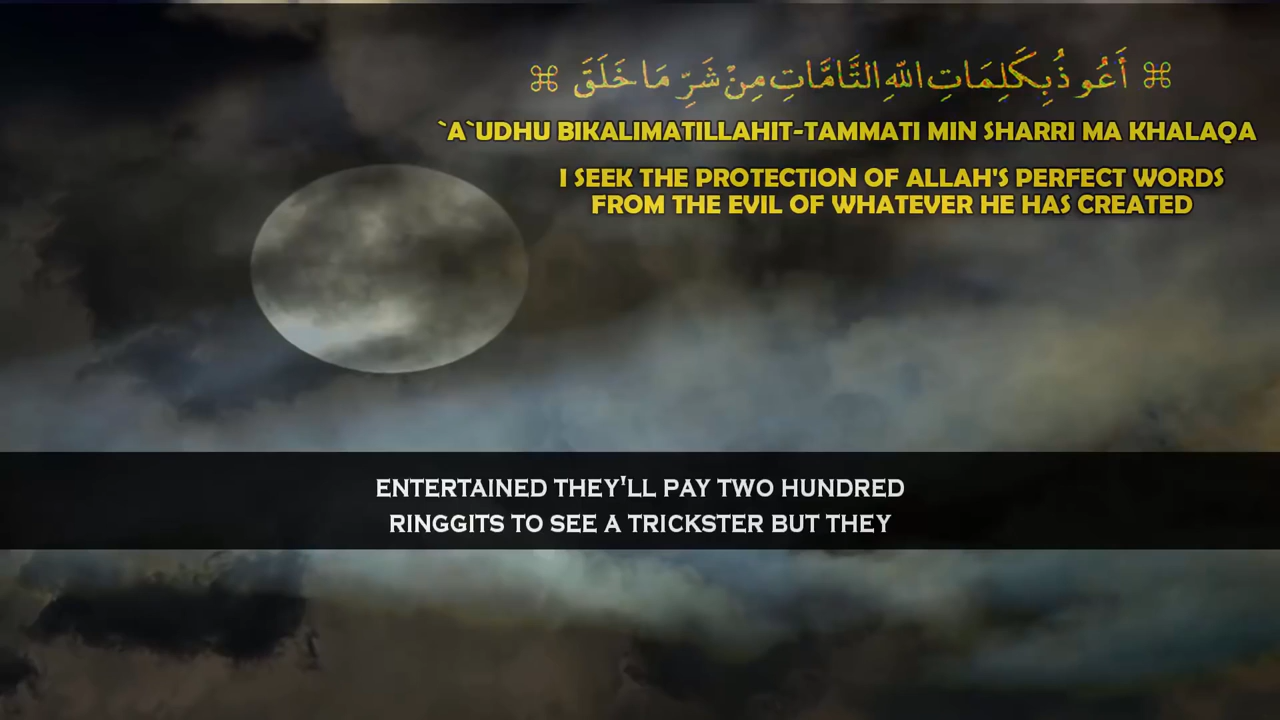 ⌘ أَعُوذُ بِكَلِمَاتِ اللهِ التَّامَّاتِ مِنْ شَرِّ مَا خَلَقَ ⌘
`A`UDHU BIKALIMATILLAHIT-TAMMATI MIN SHARRI MA KHALAQA
I SEEK THE PROTECTION OF ALLAH'S PERFECT WORDS
FROM THE EVIL OF WHATEVER HE HAS CREATED
ENTERTAINED THEY'LL PAY TWO HUNDRED
RINGGITS TO SEE A TRICKSTER BUT THEY